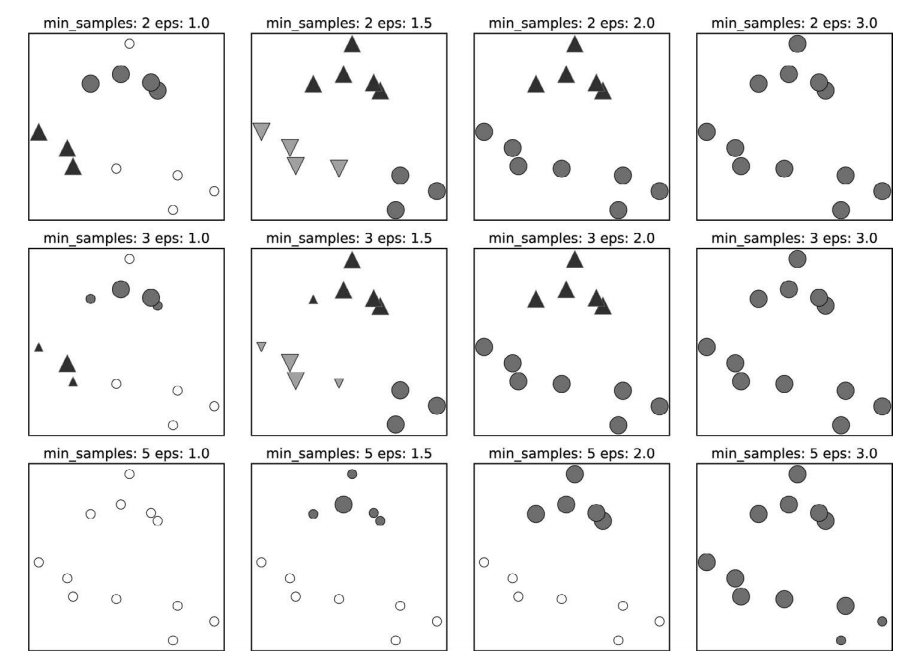 min_samples: 2 eps: 1.0
min_samples: 2 eps: 1.5
min_samples: 2 eps: 2.0
min_samples: 2 eps: 3.0
min_samples: 3 eps: 1.0
min_samples: 3 eps: 1.5
min_samples: 3 eps: 2.0
min_samples: 3 eps: 3.0
min_samples: 5 eps: 1.0
min_samples: 5 eps: 1.5
min_samples: 5 eps: 2.0
min_samples: 5 eps: 3.0